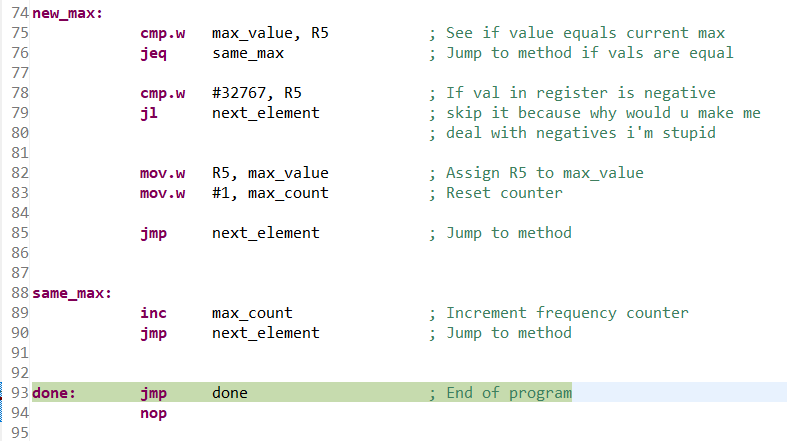 74 new_max:
75 cmp.w max_value, R5 ; See if value equals current max
76 jeq same_max ; Jump to method if vals are equal
77
78 cmp.w #32767, R5 ; If val in register is negative
79 jl next_element ; skip it because why would u make me
80 ; deal with negatives i'm stupid
81
82 mov.w R5, max_value ; Assign R5 to max_value
83 mov.w #1, max_count ; Reset counter
84
85 jmp next_element ; Jump to method
86
87
88 same_max:
89 inc max_count ; Increment frequency counter
90 jmp next_element ; Jump to method
91
92
93 done: jmp done ; End of program
94 nop
95